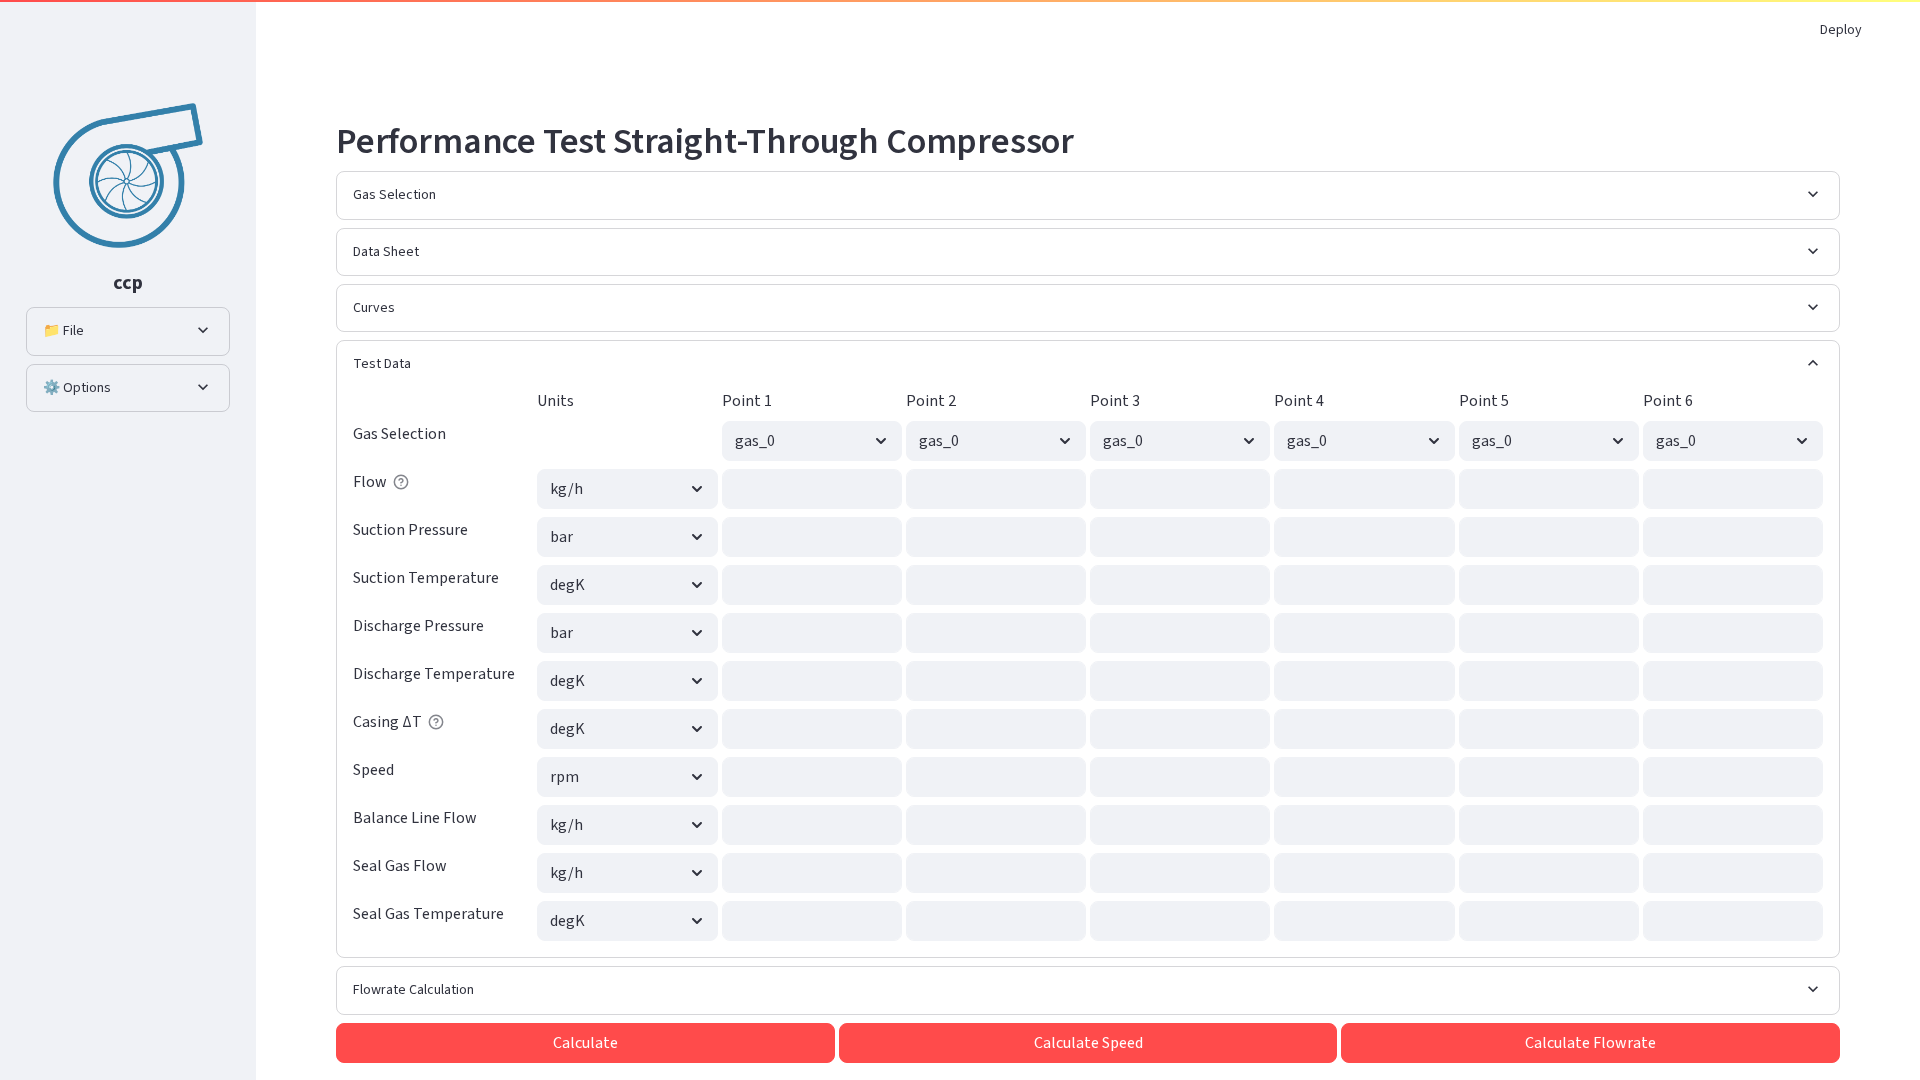 Deploy
ccp
📁 File
⚙️ Options
Performance Test Straight-Through Compressor
Gas Selection
Data Sheet
Curves
Test Data
Units Point 1 Point 2 Point 3 Point 4 Point 5 Point 6
Gas Selection gas_0 gas_0 gas_0 gas_0 gas_0 gas_0
Flow kg/h
Suction Pressure bar
Suction Temperature degK
Discharge Pressure bar
Discharge Temperature degK
Casing ΔT degK
Speed rpm
Balance Line Flow kg/h
Seal Gas Flow kg/h
Seal Gas Temperature degK
Flowrate Calculation
Calculate Calculate Speed Calculate Flowrate